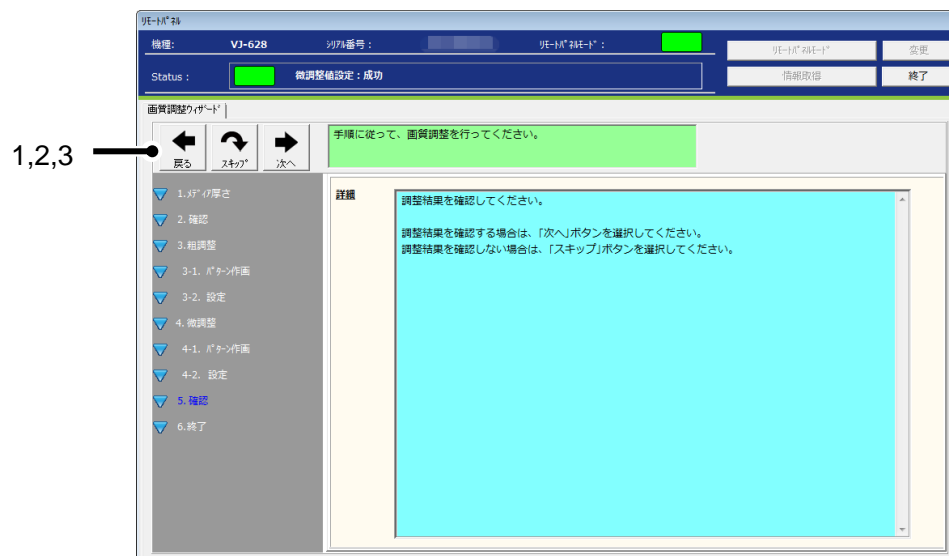 ﾘﾓｰﾄﾊﾟﾈﾙ
機種: VJ-628 ｼﾘｱﾙ番号： ﾘﾓｰﾄﾊﾟﾈﾙﾓｰﾄﾞ： ﾘﾓｰﾄﾊﾟﾈﾙﾓｰﾄﾞ 変更
Status： 微調整値設定：成功 情報取得 終了
画質調整ｳｨｻﾞｰﾄﾞ
1,2,3
戻る ｽｷｯﾌﾟ 次へ
手順に従って、画質調整を行ってください。
1.ﾒﾃﾞｨｱ厚さ
2. 確認
3.粗調整
3-1. ﾊﾟﾀｰﾝ作画
3-2. 設定
4. 微調整
4-1. ﾊﾟﾀｰﾝ作画
4-2. 設定
5. 確認
6.終了
詳細
調整結果を確認してください。
調整結果を確認する場合は、「次へ」ボタンを選択してください。
調整結果を確認しない場合は、「スキップ」ボタンを選択してください。